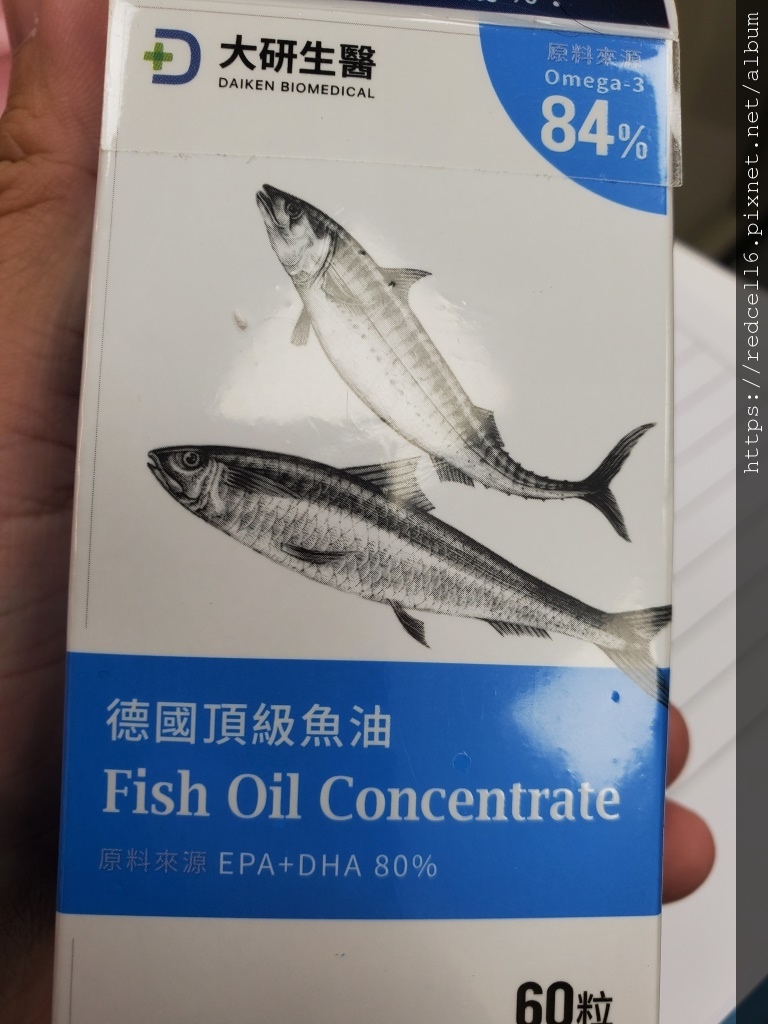 大研生醫
DAIKEN BIOMEDICAL
原料來源
Omega-3
84%
德國頂級魚油
Fish Oil Concentrate
原料來源 EPA+DHA 80%
60粒
https://redcell6.pixnet.net/album